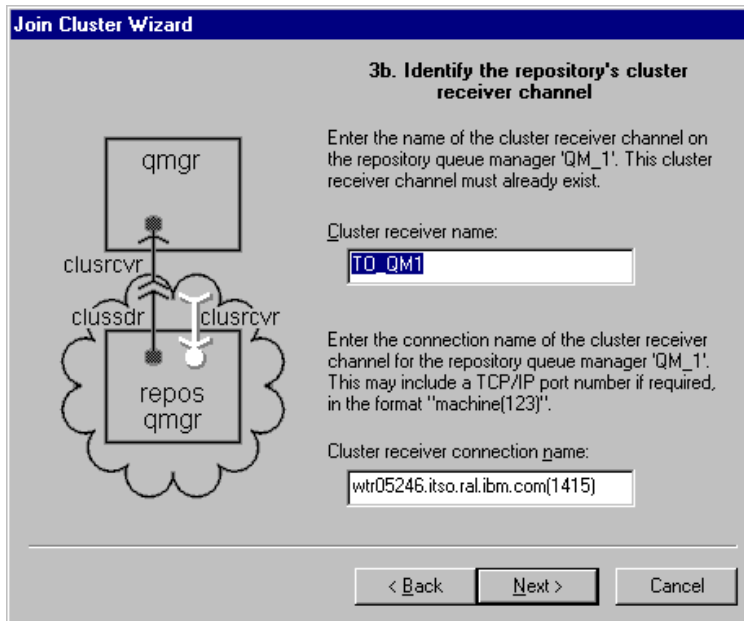 Join Cluster Wizard
3b. Identify the repository's cluster
receiver channel
Enter the name of the cluster receiver channel on
the repository queue manager 'QM_1'. This cluster
receiver channel must already exist.
Cluster receiver name:
TO_QM1
Enter the connection name of the cluster receiver
channel for the repository queue manager 'QM_1'.
This may include a TCP/IP port number if required,
in the format "machine(123)".
Cluster receiver connection name:
wtr05246.itso.ral.ibm.com(1415)
qmgr
clusrcvr
clussdr
clusrcvr
repos
qmgr
< Back
Next >
Cancel